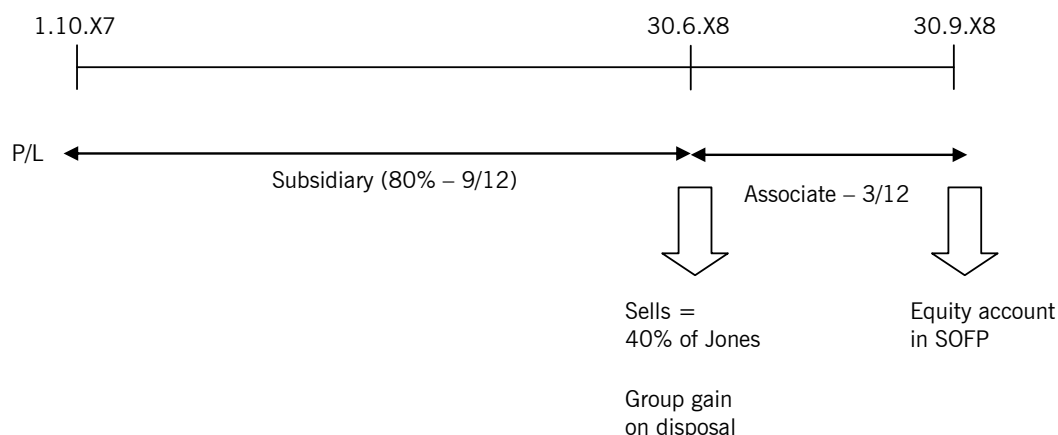 1.10.X7 30.6.X8 30.9.X8
P/L
Subsidiary (80% – 9/12)
Associate – 3/12
Sells =
40% of Jones
Group gain
on disposal
Equity account
in SOFP